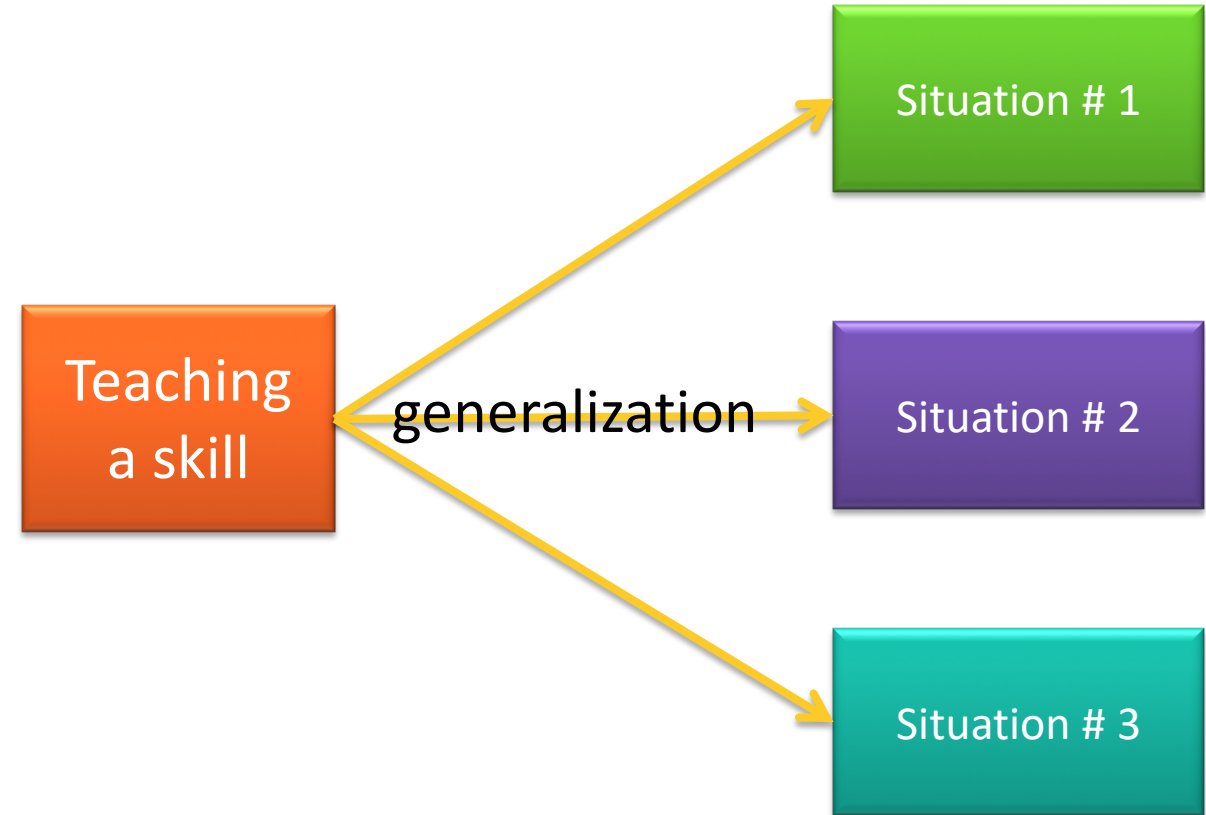 Situation # 1
Teaching
a skill
generalization
Situation # 2
Situation # 3